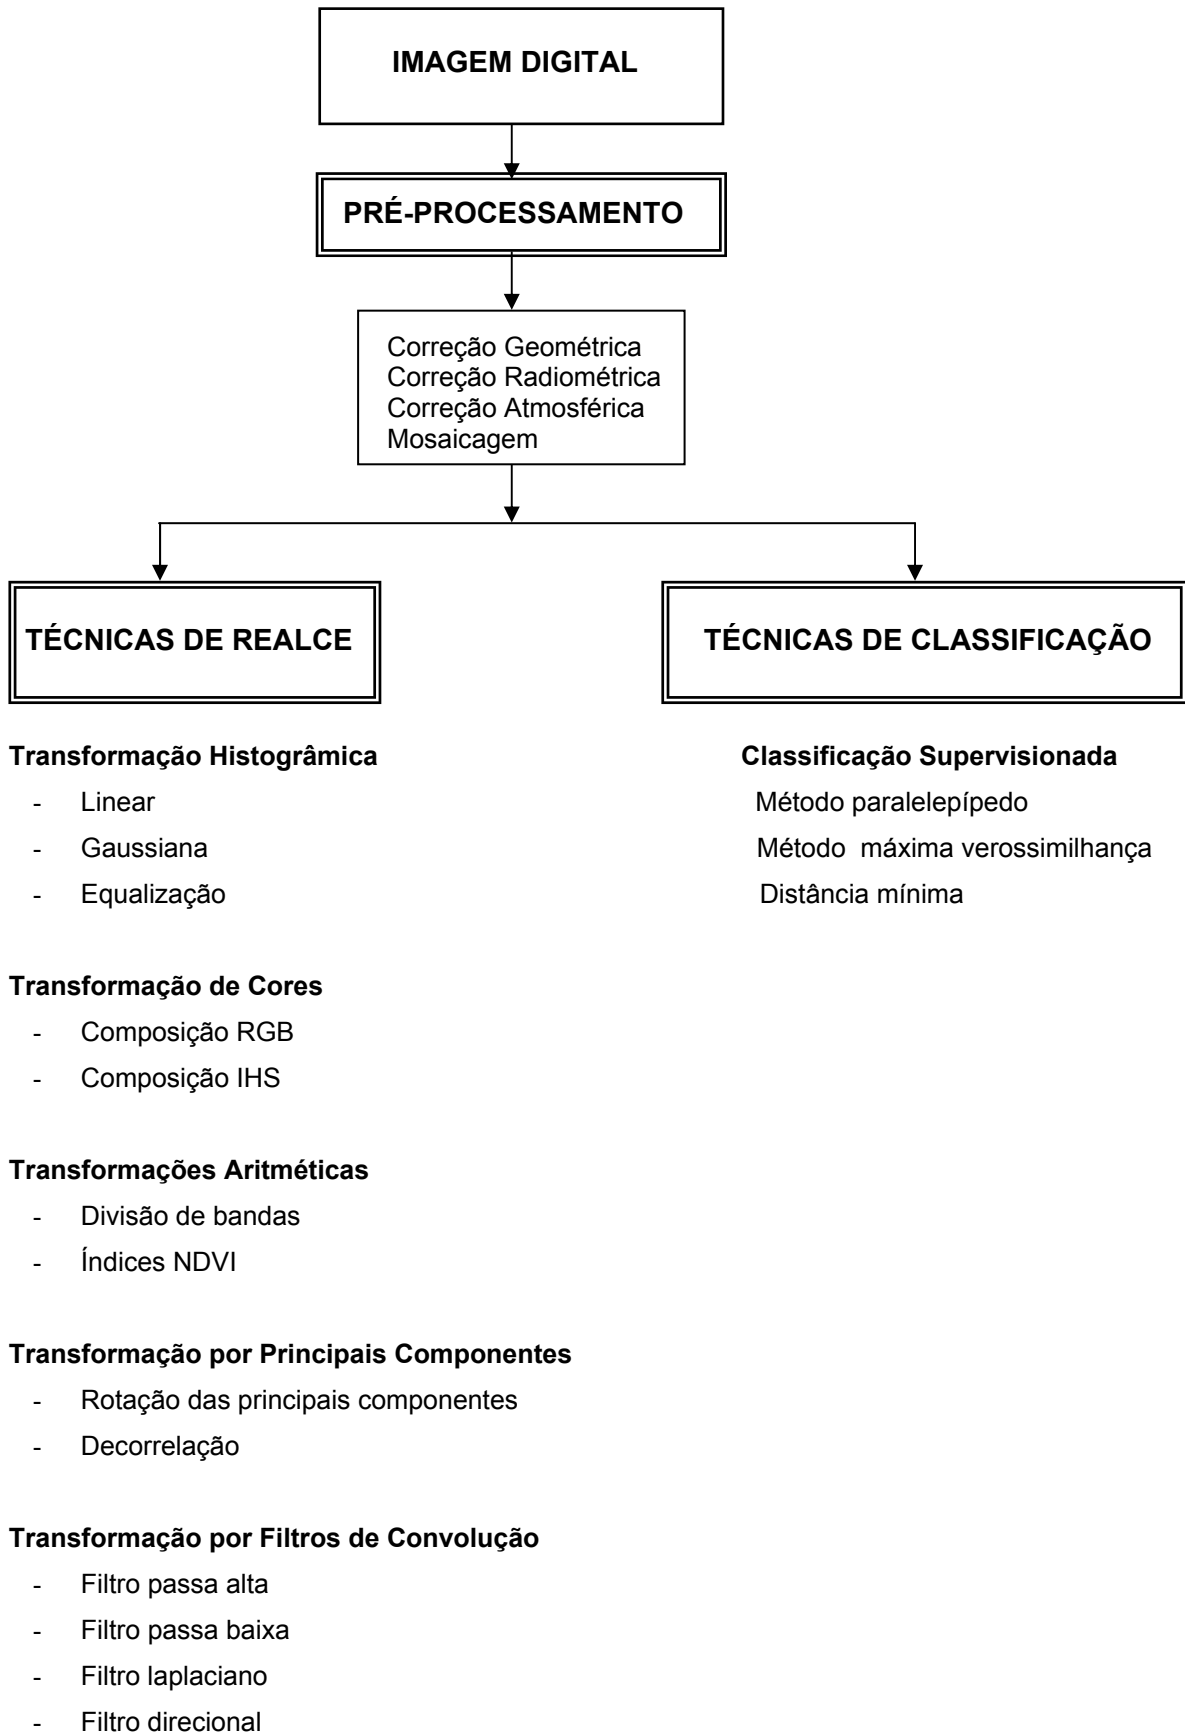 IMAGEM DIGITAL
PRÉ-PROCESSAMENTO
Correção Geométrica
Correção Radiométrica
Correção Atmosférica
Mosaicagem
TÉCNICAS DE REALCE
TÉCNICAS DE CLASSIFICAÇÃO
Transformação Histogrâmica
- Linear
- Gaussiana
- Equalização
Classificação Supervisionada
Método paralelepípedo
Método máxima verossimilhança
Distância mínima
Transformação de Cores
- Composição RGB
- Composição IHS
Transformações Aritméticas
- Divisão de bandas
- Índices NDVI
Transformação por Principais Componentes
- Rotação das principais componentes
- Decorrelação
Transformação por Filtros de Convolução
- Filtro passa alta
- Filtro passa baixa
- Filtro laplaciano
- Filtro direcional